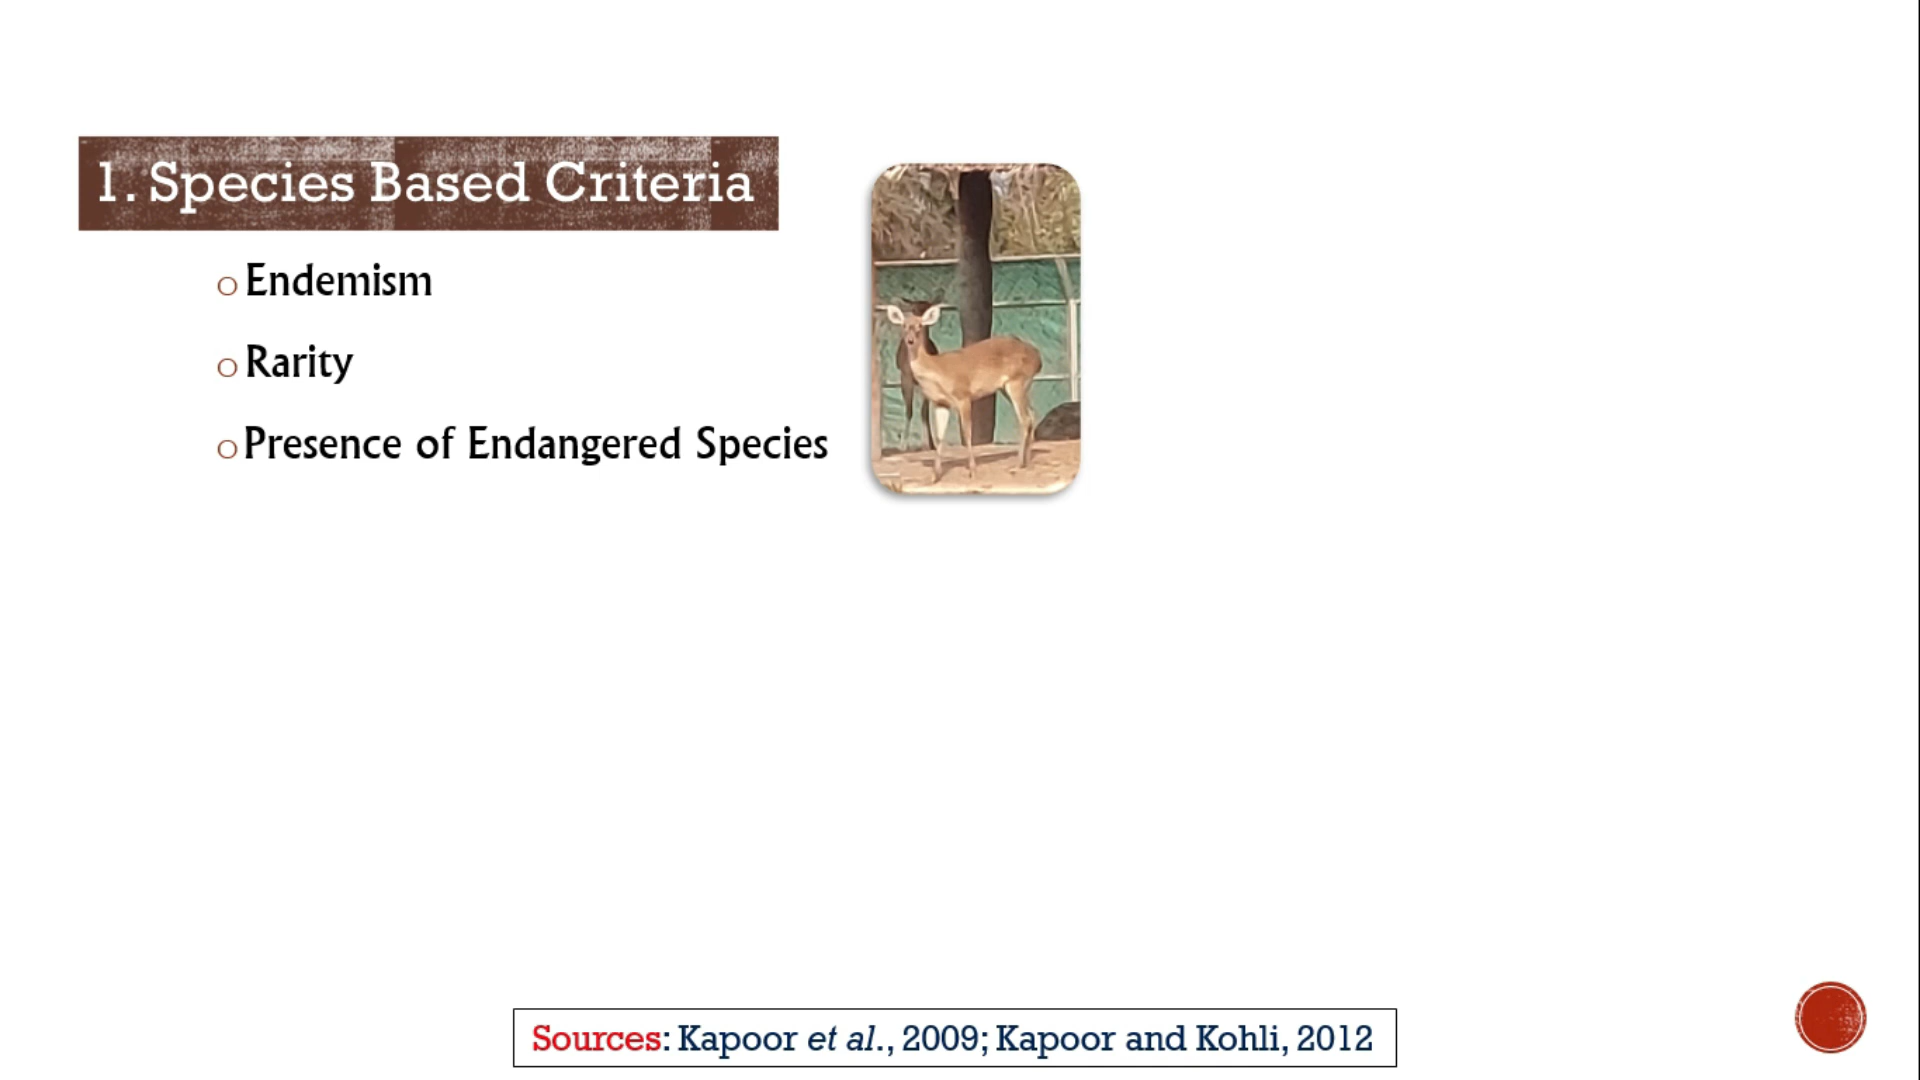 1. Species Based Criteria
o Endemism
o Rarity
o Presence of Endangered Species
Sources: Kapoor et al., 2009; Kapoor and Kohli, 2012